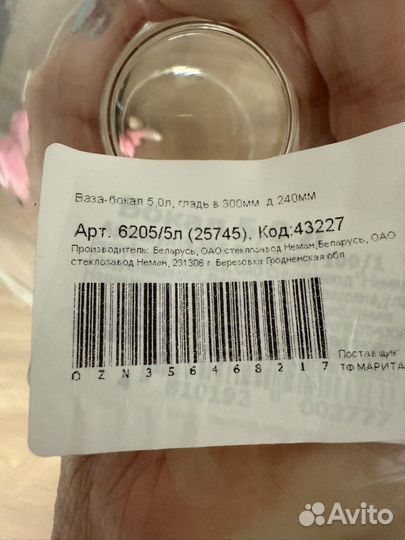 Ваза-бокал 5,0л, гладь в.300мм д.240мм
Арт. 6205/5л (25745), Код:43227
Производитель: Беларусь, ОАО стеклозавод Неман,Беларусь, ОАО
стеклозавод Неман, 231306 г. Березовка Гродненская обл
Поставщик:
ТФ МАРИТА
OZN356468217
Avito